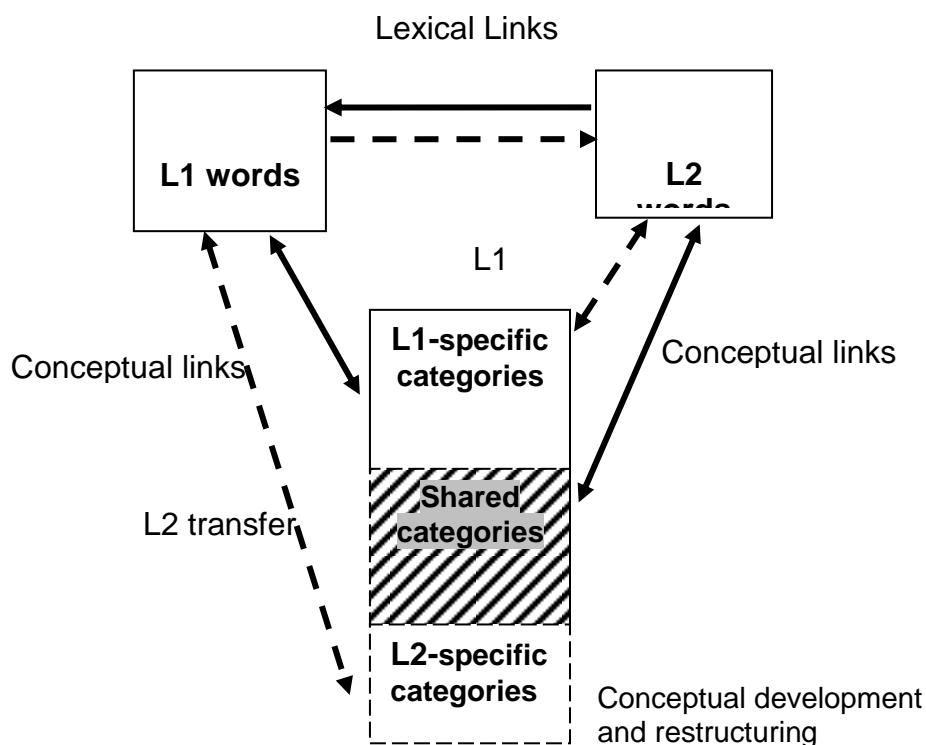 Lexical Links
L1 words
L2
words
L1
L1-specific
categories
Conceptual links
Conceptual links
Shared
categories
L2 transfer
L2-specific
categories
Conceptual development
and restructuring